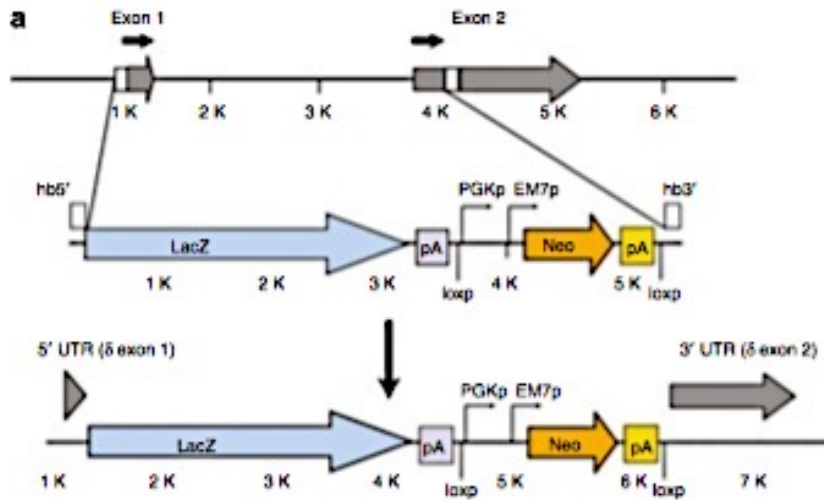 a
Exon 1 Exon 2
1 K 2 K 3 K 4 K 5 K 6 K
hb5′ PGKp EM7p hb3′
LacZ pA Neo pA
1 K 2 K 3 K loxp 4 K 5 K loxp
5′ UTR (δ exon 1) 3′ UTR (δ exon 2)
PGKp EM7p
LacZ pA Neo pA
1 K 2 K 3 K 4 K loxp 5 K 6 K loxp 7 K